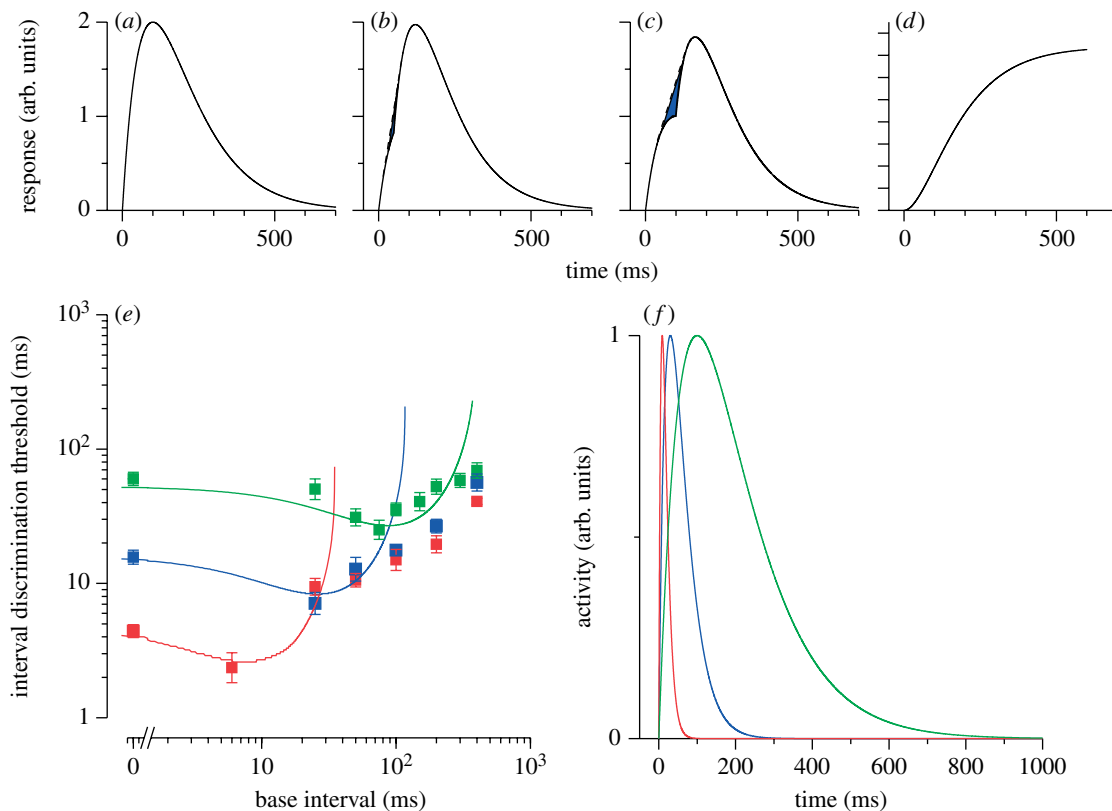 (a) (b) (c) (d)
response (arb. units)
2
1
0
0 500 0 500 0 500 0 500
time (ms)
(e)
interval discrimination threshold (ms)
10³
10²
10
1
0 10 10² 10³
base interval (ms)
(f)
activity (arb. units)
1
0
0 200 400 600 800 1000
time (ms)